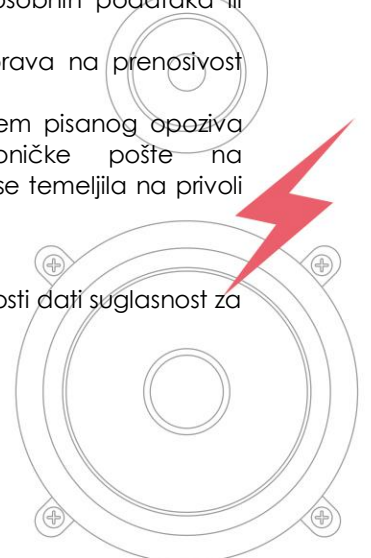 osobnih podataka ili
prava na prenosivost
em pisanog opoziva
oničke pošte na
se temeljila na privoli
osti dati suglasnost za